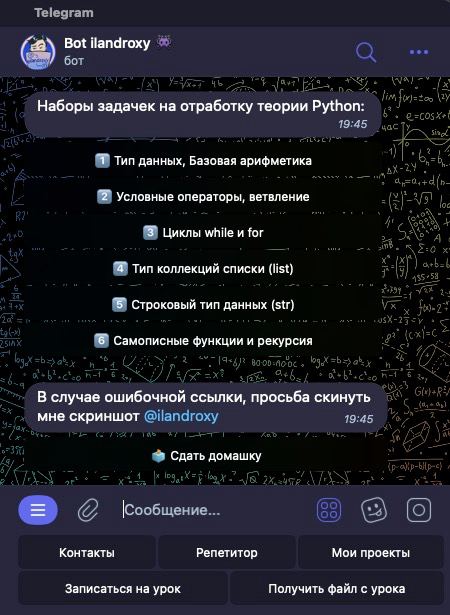 Telegram
Bot ilandroxy 👾
бот
Наборы задачек на отработку теории Python:
19:45
1️⃣ Тип данных, Базовая арифметика
2️⃣ Условные операторы, ветвление
3️⃣ Циклы while и for
4️⃣ Тип коллекций списки (list)
5️⃣ Строковый тип данных (str)
6️⃣ Самописные функции и рекурсия
В случае ошибочной ссылки, просьба скинуть
мне скриншот @ilandroxy
19:45
🗳 Сдать домашку
Сообщение...
Контакты
Репетитор
Мои проекты
Записаться на урок
Получить файл с урока